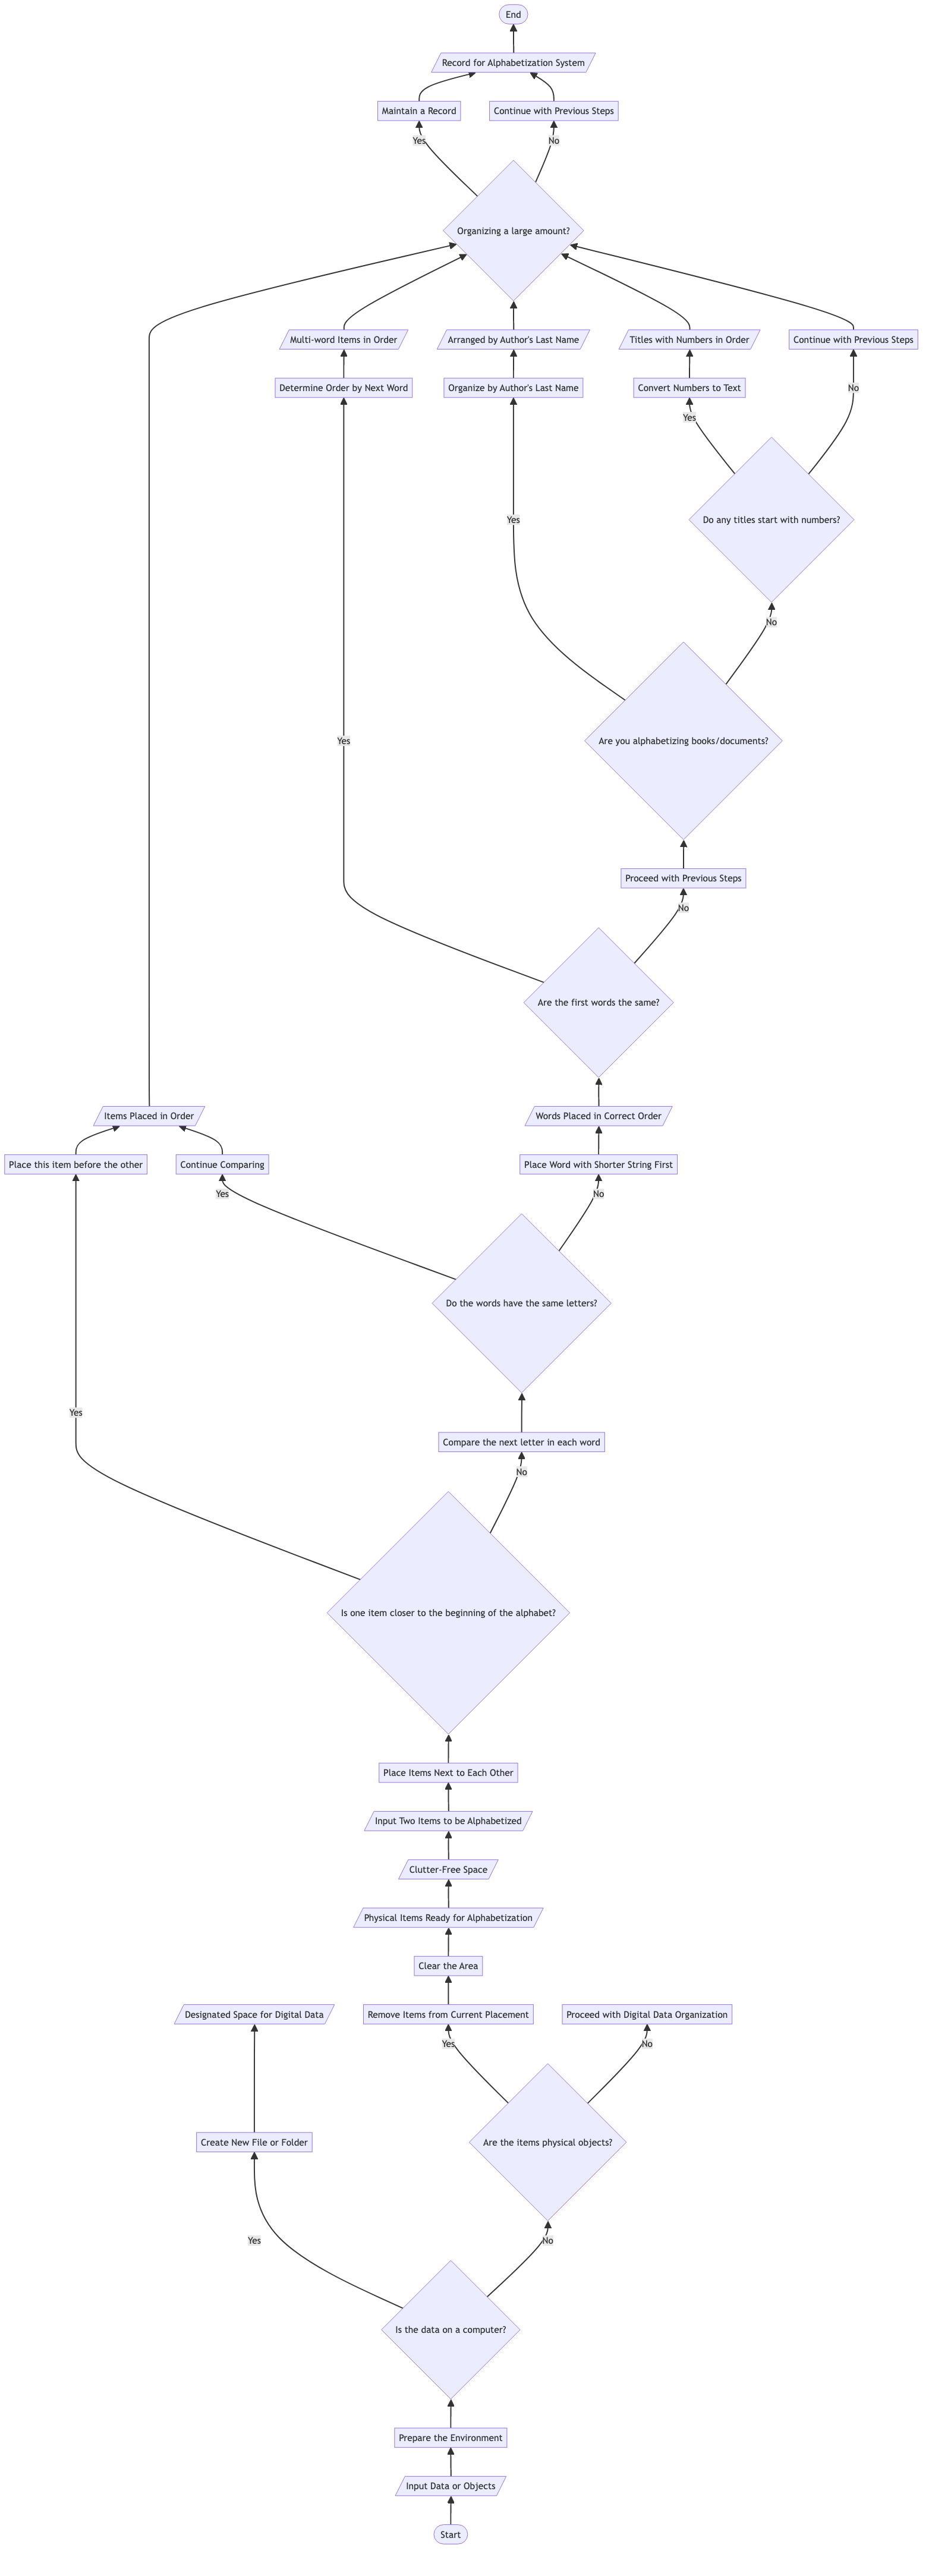 End
Record for Alphabetization System
Maintain a Record
Continue with Previous Steps
Yes
No
Organizing a large amount?
Multi-word Items in Order
Arranged by Author's Last Name
Titles with Numbers in Order
Continue with Previous Steps
Determine Order by Next Word
Organize by Author's Last Name
Convert Numbers to Text
No
Yes
Do any titles start with numbers?
Yes
No
Are you alphabetizing books/documents?
Yes
Proceed with Previous Steps
No
Are the first words the same?
Items Placed in Order
Words Placed in Correct Order
Place this item before the other
Continue Comparing
Place Word with Shorter String First
Yes
No
Do the words have the same letters?
Yes
Compare the next letter in each word
No
Is one item closer to the beginning of the alphabet?
Place Items Next to Each Other
Input Two Items to be Alphabetized
Clutter-Free Space
Physical Items Ready for Alphabetization
Clear the Area
Designated Space for Digital Data
Remove Items from Current Placement
Proceed with Digital Data Organization
Yes
No
Create New File or Folder
Are the items physical objects?
Yes
No
Is the data on a computer?
Prepare the Environment
Input Data or Objects
Start